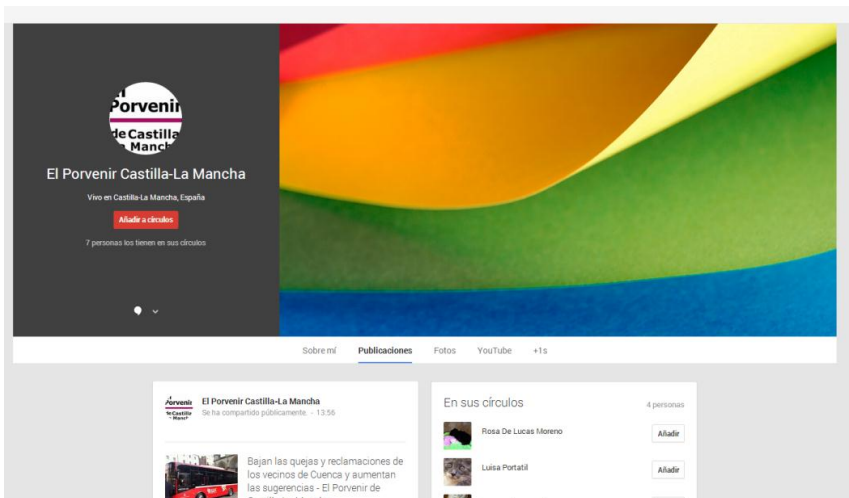 Porvenir
de Castilla
El Porvenir Castilla-La Mancha
Vivo en Castilla-La Mancha, España
Añadir a círculos
7 personas los tienen en sus círculos
Sobre mí Publicaciones Fotos YouTube +1s
Porvenir
El Porvenir Castilla-La Mancha
Se ha compartido públicamente. - 13:56
Bajan las quejas y reclamaciones de
los vecinos de Cuenca y aumentan
las sugerencias - El Porvenir de
En sus círculos 4 personas
Rosa De Lucas Moreno Añadir
Luisa Portatil Añadir